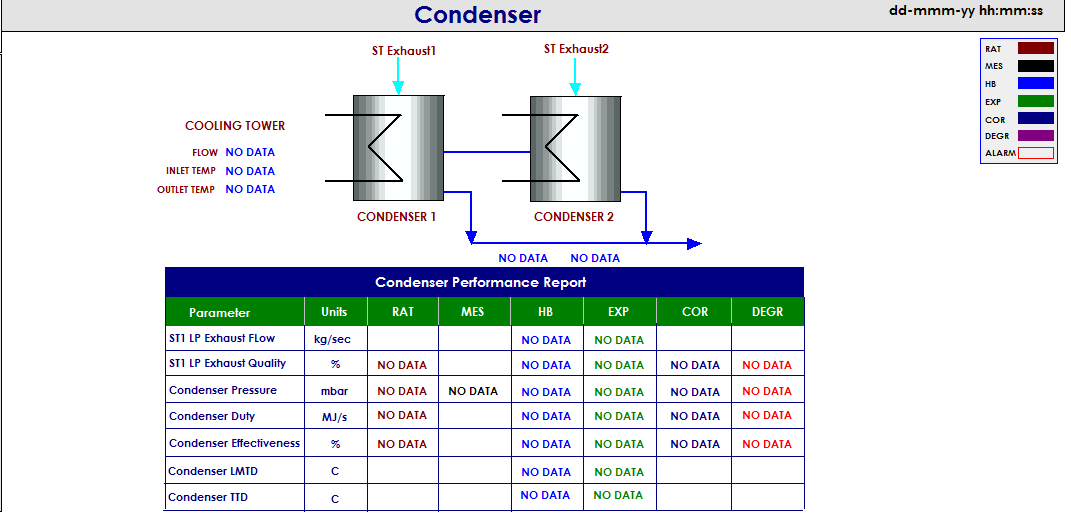 Condenser
dd-mmm-yy hh:mm:ss
ST Exhaust1
ST Exhaust2
RAT
MES
HB
EXP
COR
DEGR
ALARM
COOLING TOWER
FLOW NO DATA
INLET TEMP NO DATA
OUTLET TEMP NO DATA
CONDENSER 1
CONDENSER 2
NO DATA NO DATA
Condenser Performance Report
Parameter Units RAT MES HB EXP COR DEGR
ST1 LP Exhaust FLow kg/sec NO DATA NO DATA
ST1 LP Exhaust Quality % NO DATA NO DATA NO DATA NO DATA NO DATA
Condenser Pressure mbar NO DATA NO DATA NO DATA NO DATA NO DATA NO DATA
Condenser Duty MJ/s NO DATA NO DATA NO DATA NO DATA NO DATA
Condenser Effectiveness % NO DATA NO DATA NO DATA NO DATA NO DATA
Condenser LMTD C NO DATA NO DATA
Condenser TTD C NO DATA NO DATA